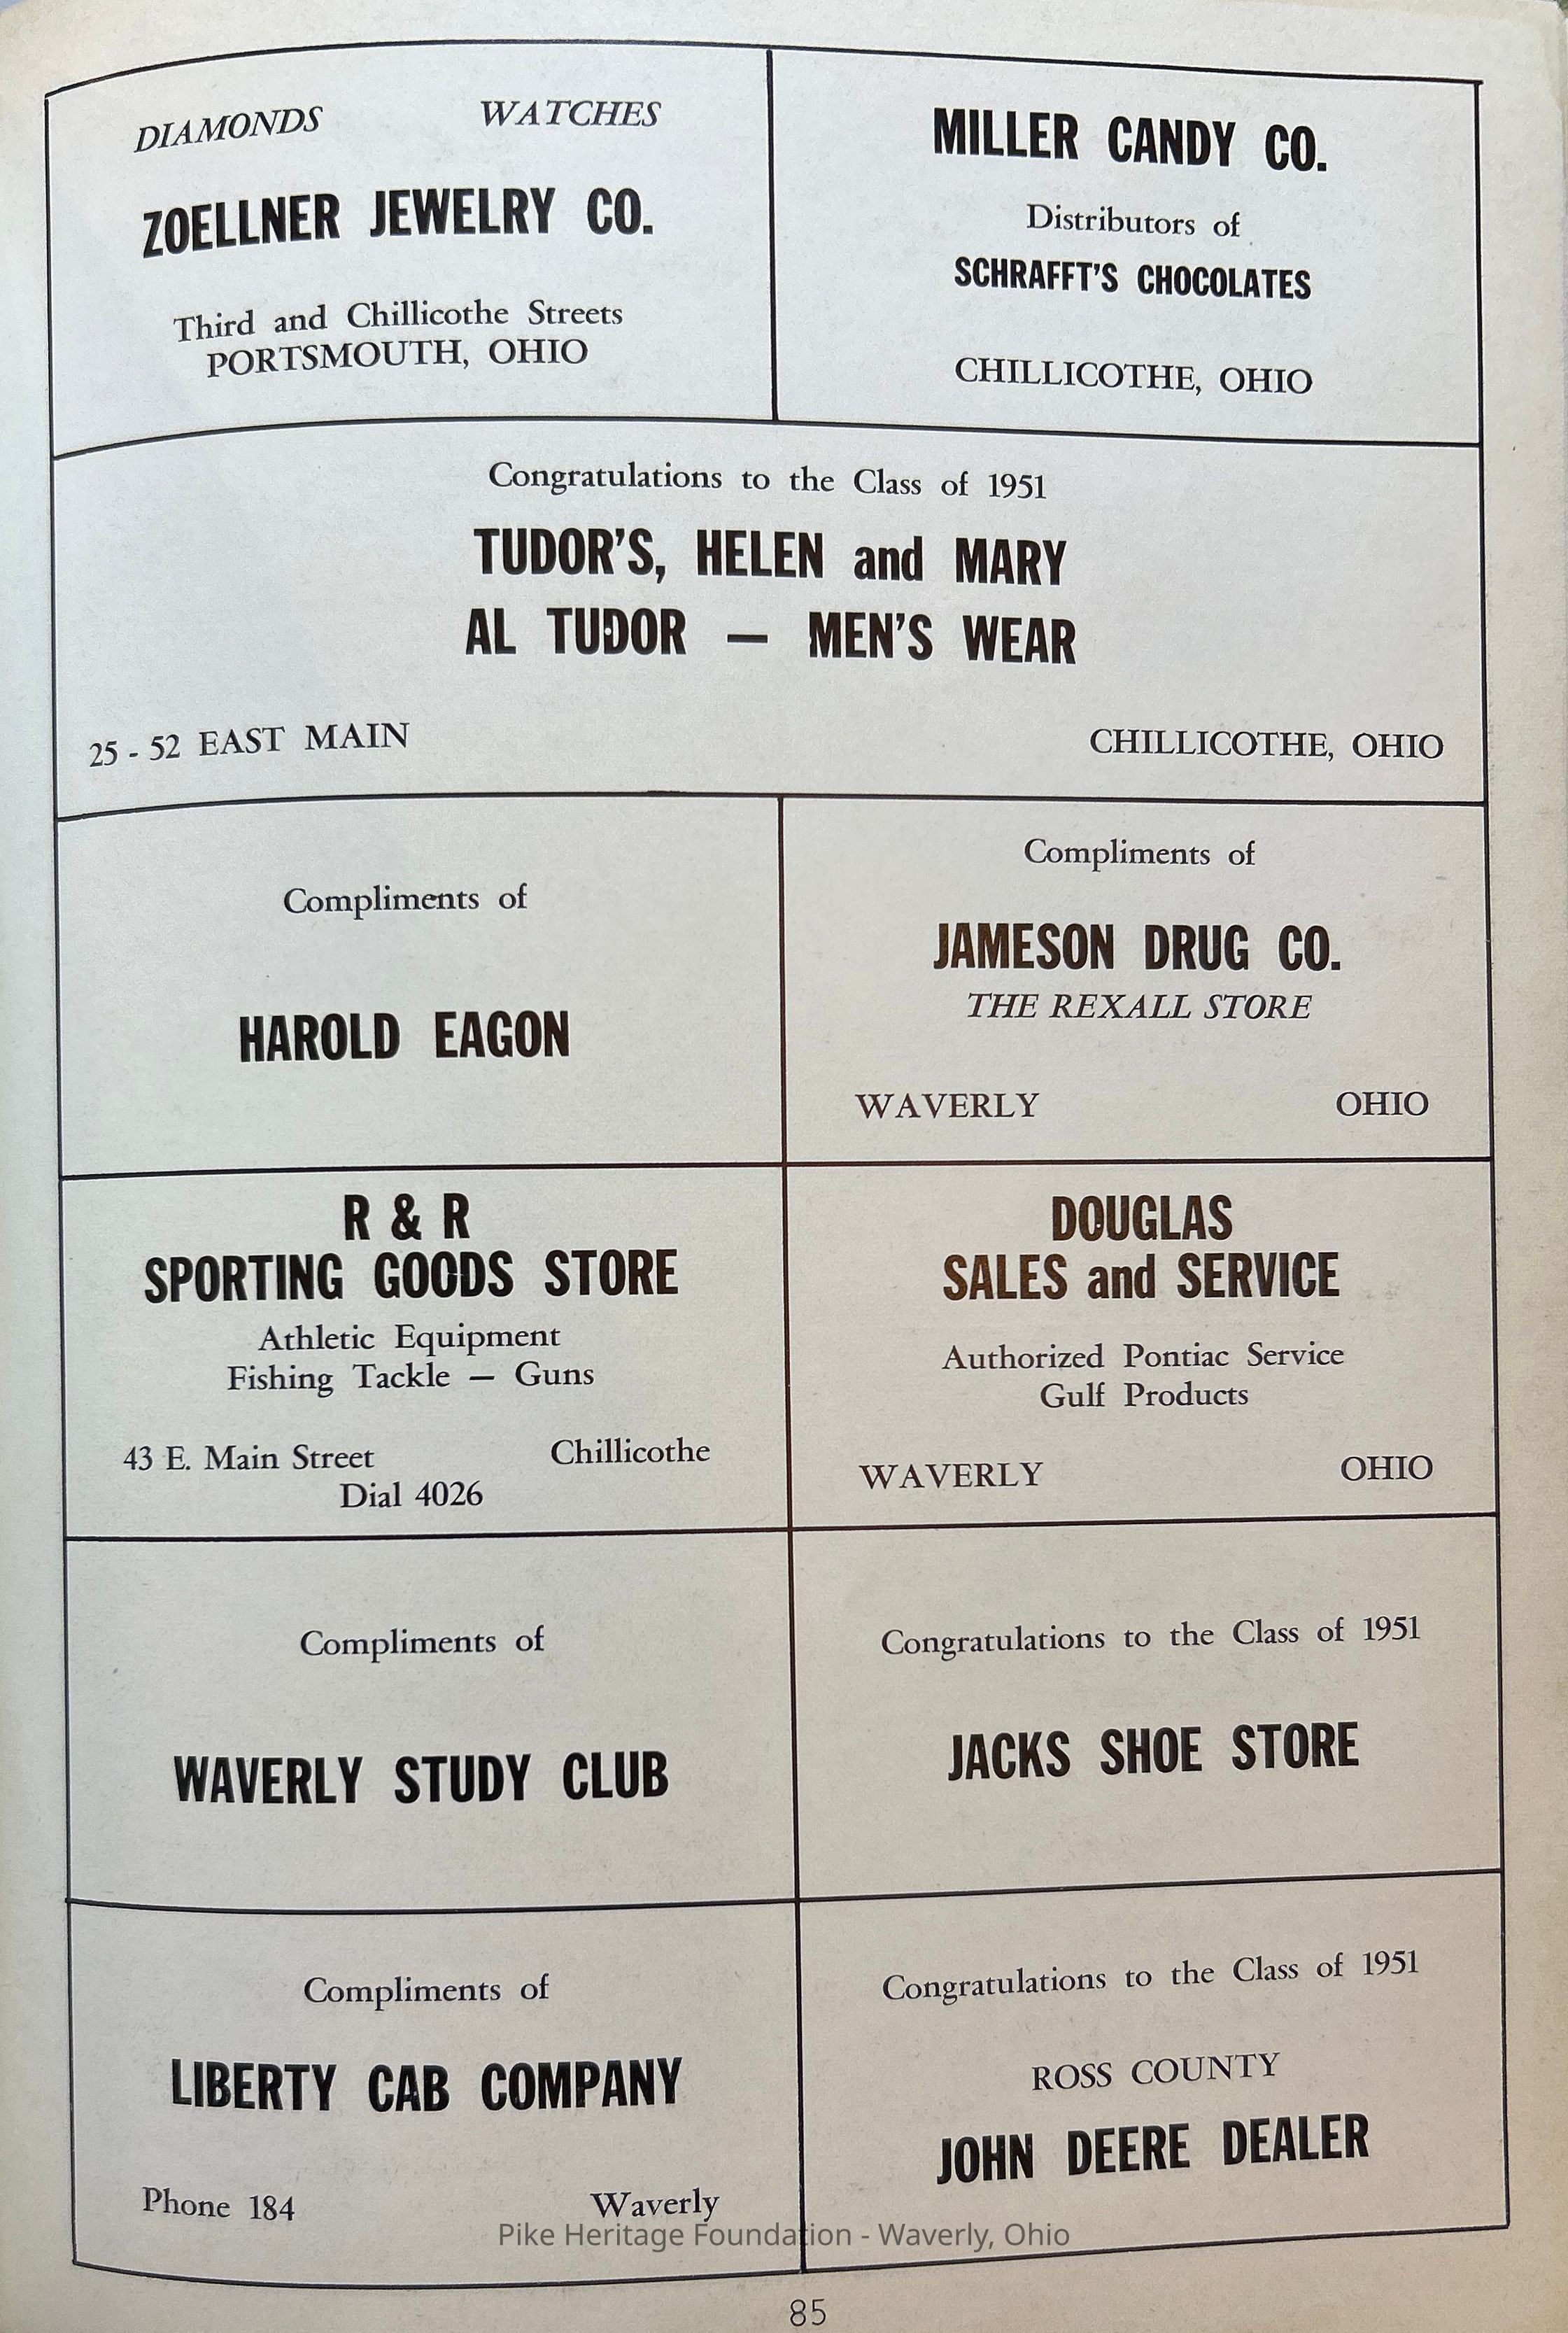 DIAMONDS WATCHES
ZOELLNER JEWELRY CO.
Third and Chillicothe Streets
PORTSMOUTH, OHIO
MILLER CANDY CO.
Distributors of
SCHRAFFT'S CHOCOLATES
CHILLICOTHE, OHIO
Congratulations to the Class of 1951
TUDOR'S, HELEN and MARY
AL TUDOR — MEN'S WEAR
25 - 52 EAST MAIN CHILLICOTHE, OHIO
Compliments of
HAROLD EAGON
Compliments of
JAMESON DRUG CO.
THE REXALL STORE
WAVERLY OHIO
R & R
SPORTING GOODS STORE
Athletic Equipment
Fishing Tackle — Guns
43 E. Main Street Chillicothe
Dial 4026
DOUGLAS
SALES and SERVICE
Authorized Pontiac Service
Gulf Products
WAVERLY OHIO
Compliments of
WAVERLY STUDY CLUB
Congratulations to the Class of 1951
JACKS SHOE STORE
Compliments of
LIBERTY CAB COMPANY
Phone 184 Waverly
Congratulations to the Class of 1951
ROSS COUNTY
JOHN DEERE DEALER
Pike Heritage Foundation - Waverly, Ohio
85